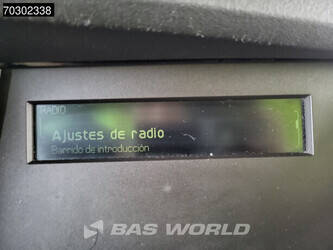 70302338
RADIO
Ajustes de radio
Barrido de introducción
BAS WORLD